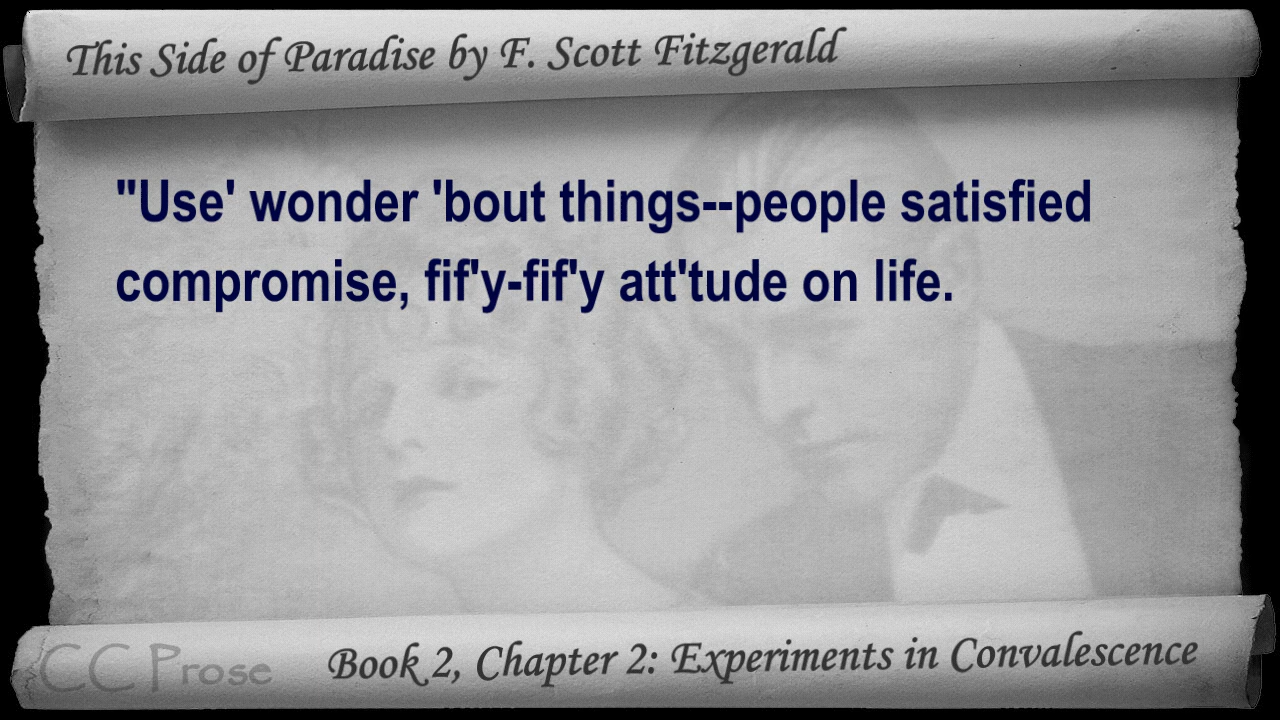 This Side of Paradise by F. Scott Fitzgerald
"Use' wonder 'bout things--people satisfied
compromise, fif'y-fif'y att'tude on life.
CC Prose
Book 2, Chapter 2: Experiments in Convalescence